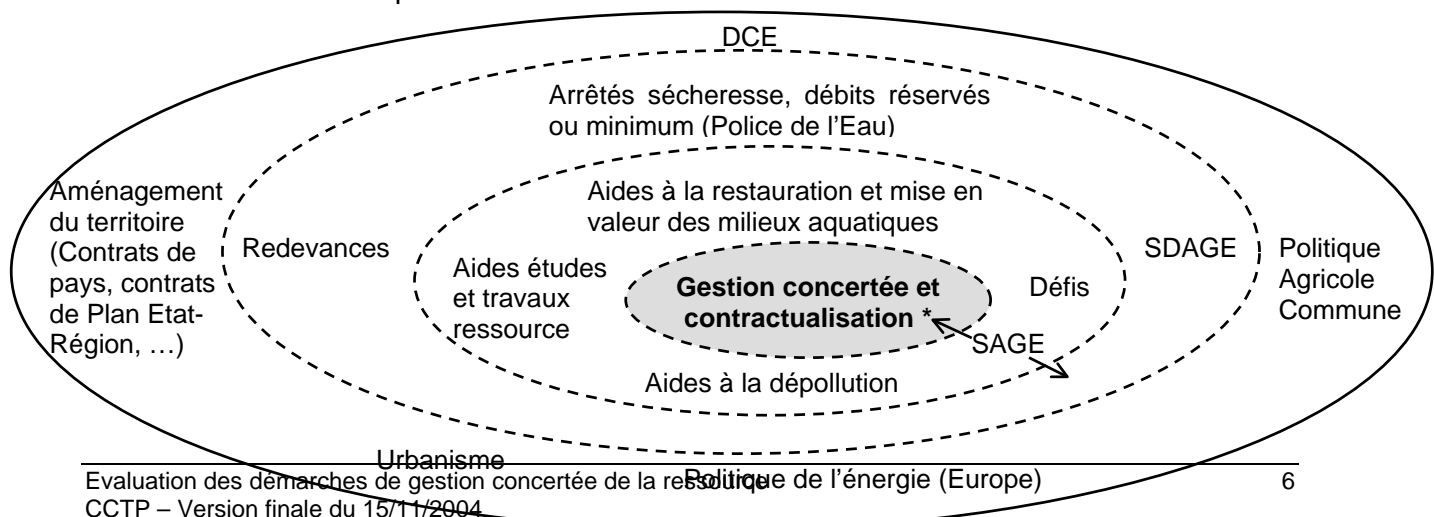 DCE
Arrêtés sécheresse, débits réservés
ou minimum (Police de l'Eau)
Aménagement
du territoire
(Contrats de
pays, contrats
de Plan Etat-
Région, …)
Redevances
Aides à la restauration et mise en
valeur des milieux aquatiques
Aides études
et travaux
ressource
Gestion concertée et
contractualisation *
Défis
SAGE
SDAGE
Politique
Agricole
Commune
Aides à la dépollution
Urbanisme
Politique de l'énergie (Europe)
Evaluation des démarches de gestion concertée de la ressource
6
CCTP – Version finale du 15/11/2004